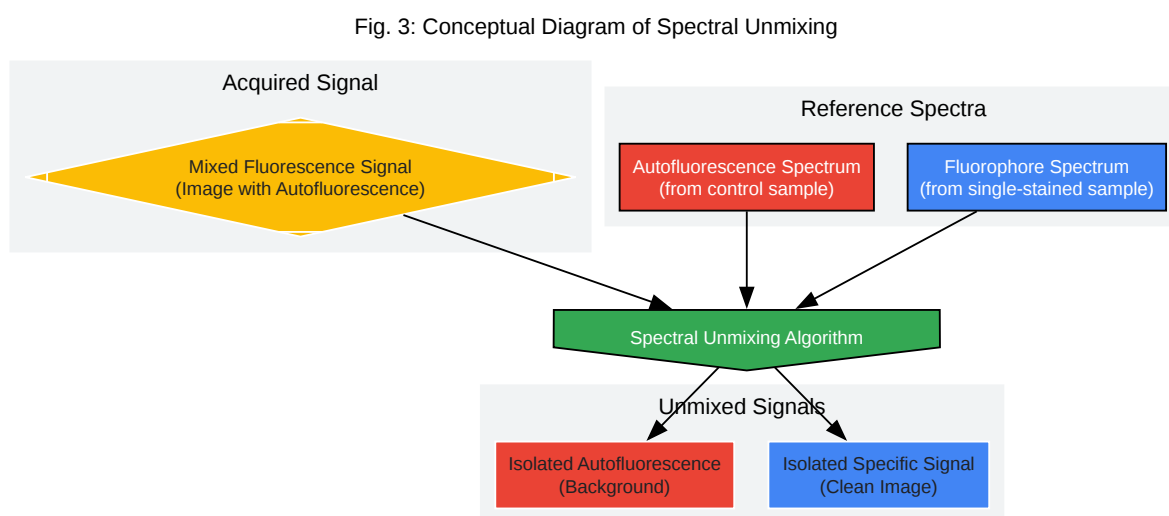 Fig. 3: Conceptual Diagram of Spectral Unmixing
Acquired Signal
Mixed Fluorescence Signal
(Image with Autofluorescence)
Reference Spectra
Autofluorescence Spectrum
(from control sample)
Fluorophore Spectrum
(from single-stained sample)
Spectral Unmixing Algorithm
Unmixed Signals
Isolated Autofluorescence
(Background)
Isolated Specific Signal
(Clean Image)